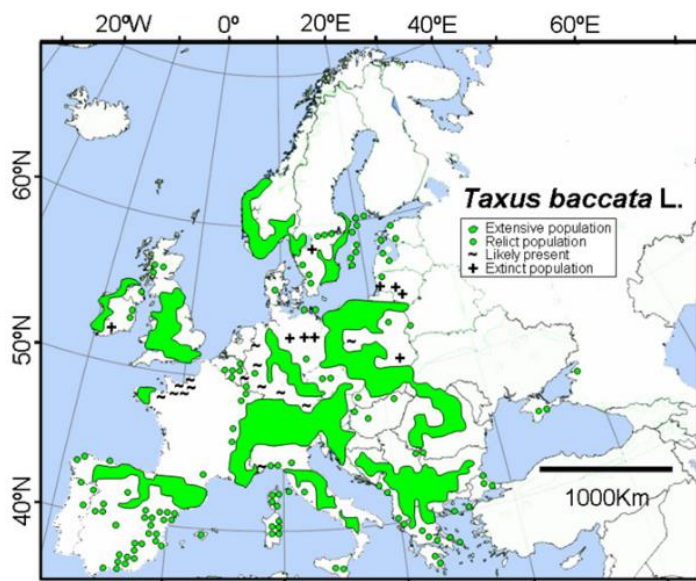 20ºW 0º 20ºE 40ºE 60ºE
60ºN
50ºN
40ºN
Taxus baccata L.
Extensive population
Relict population
~ Likely present
+ Extinct population
1000Km